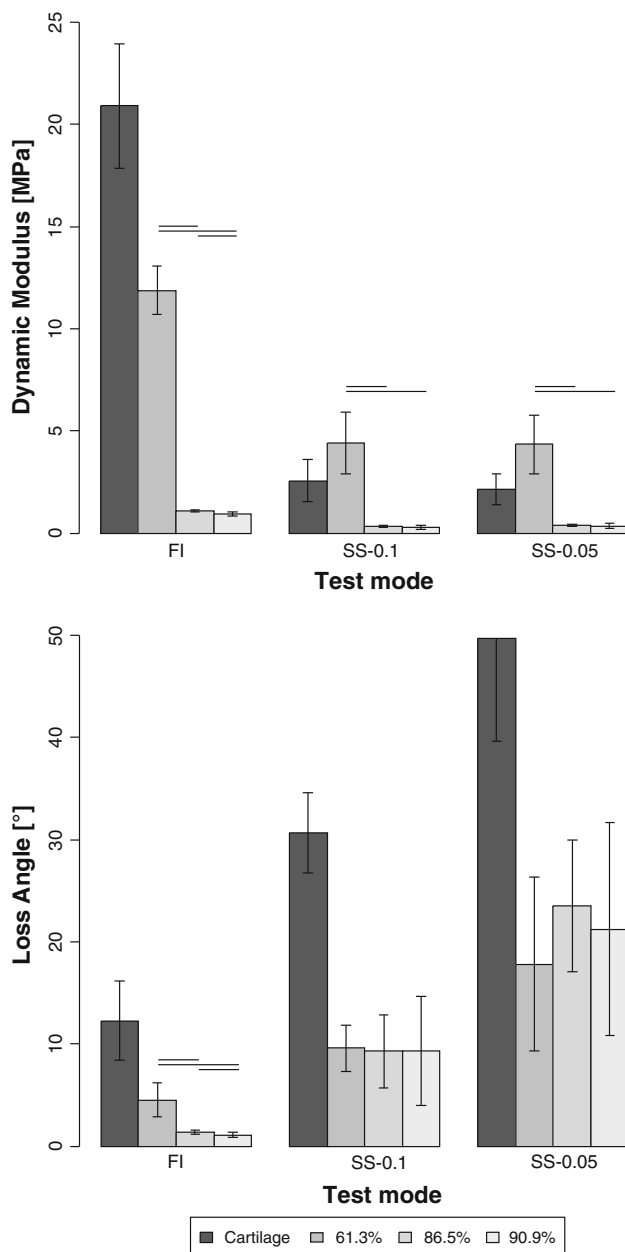 Dynamic Modulus [MPa]
25
20
15
10
5
0
FI SS-0.1 SS-0.05
Test mode
Loss Angle [°]
50
40
30
20
10
0
FI SS-0.1 SS-0.05
Test mode
Cartilage 61.3% 86.5% 90.9%